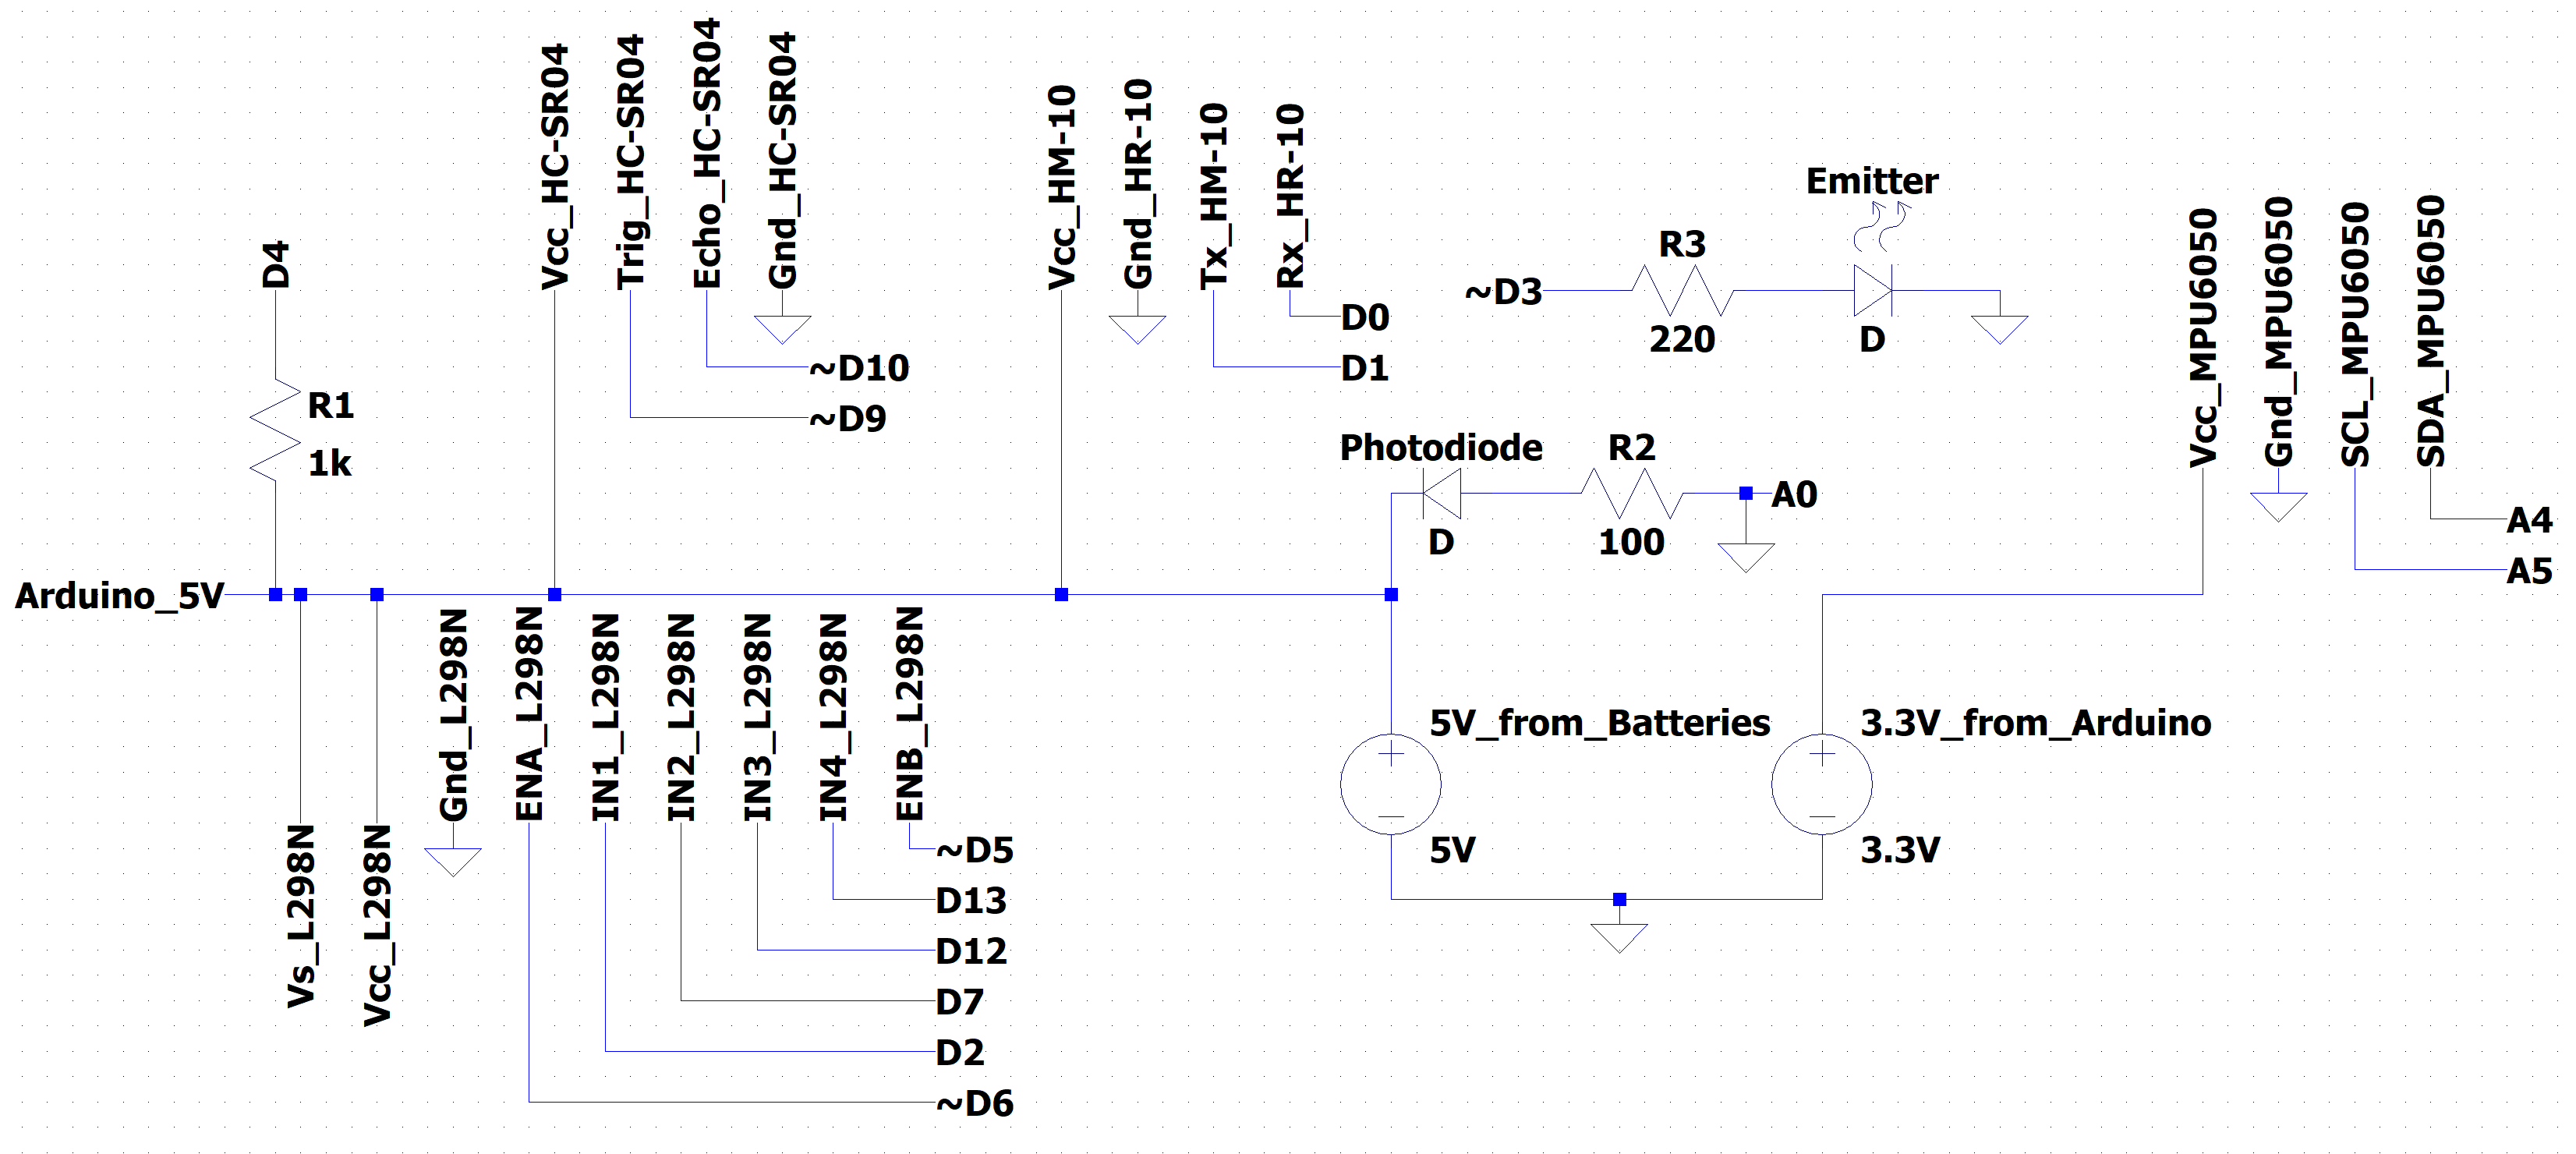 D4
R1
1k
Arduino_5V
Vs_L298N
Vcc_L298N
Gnd_L298N
ENA_L298N
IN1_L298N
IN2_L298N
IN3_L298N
IN4_L298N
ENB_L298N
~D5
D13
D12
D7
D2
~D6
Vcc_HC-SR04
Trig_HC-SR04
Echo_HC-SR04
Gnd_HC-SR04
~D10
~D9
Vcc_HM-10
Gnd_HR-10
Tx_HM-10
Rx_HR-10
D0
D1
Emitter
~D3
R3
220
D
Photodiode
R2
A0
D
100
5V_from_Batteries
5V
3.3V_from_Arduino
3.3V
Vcc_MPU6050
Gnd_MPU6050
SCL_MPU6050
SDA_MPU6050
A4
A5